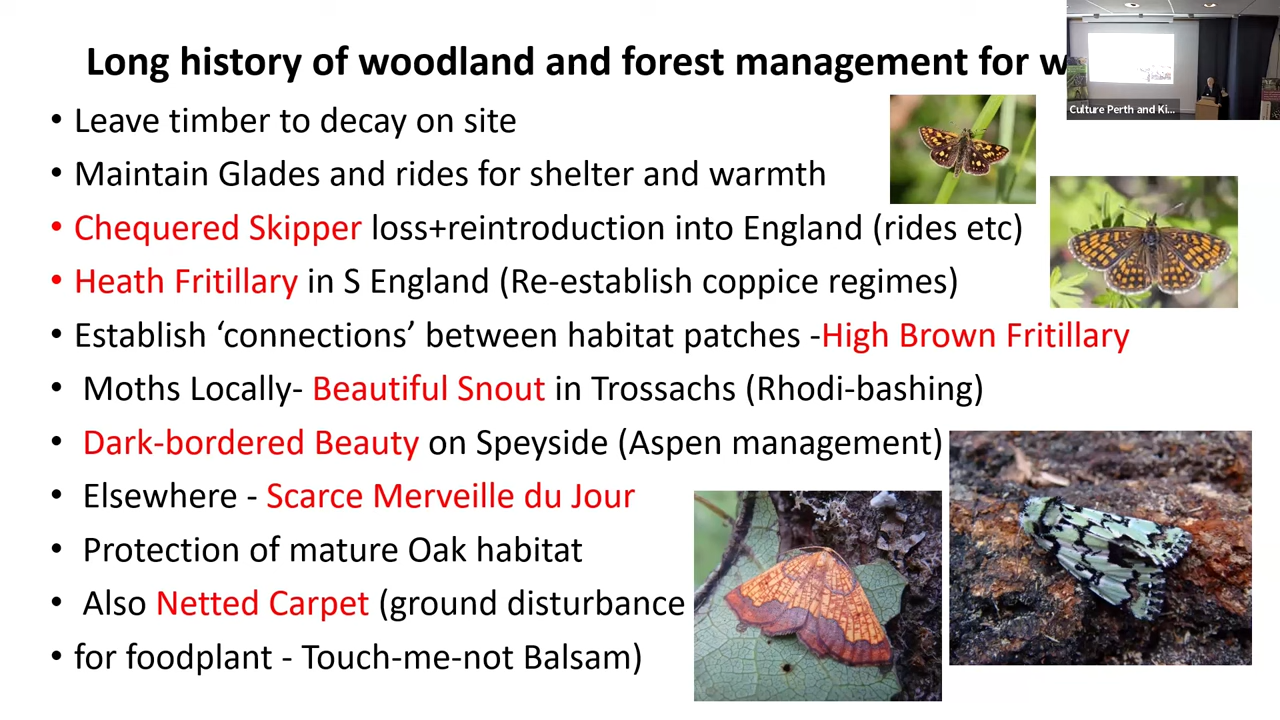 Long history of woodland and forest management for w
Culture Perth and Ki...
• Leave timber to decay on site
• Maintain Glades and rides for shelter and warmth
• Chequered Skipper loss+reintroduction into England (rides etc)
• Heath Fritillary in S England (Re-establish coppice regimes)
• Establish ‘connections’ between habitat patches -High Brown Fritillary
• Moths Locally- Beautiful Snout in Trossachs (Rhodi-bashing)
• Dark-bordered Beauty on Speyside (Aspen management)
• Elsewhere - Scarce Merveille du Jour
• Protection of mature Oak habitat
• Also Netted Carpet (ground disturbance
• for foodplant - Touch-me-not Balsam)